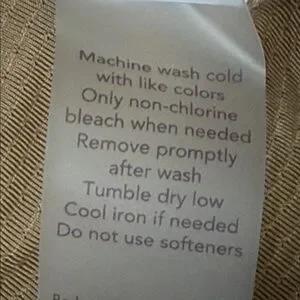 Machine wash cold
with like colors
Only non-chlorine
bleach when needed
Remove promptly
after wash
Tumble dry low
Cool iron if needed
Do not use softeners